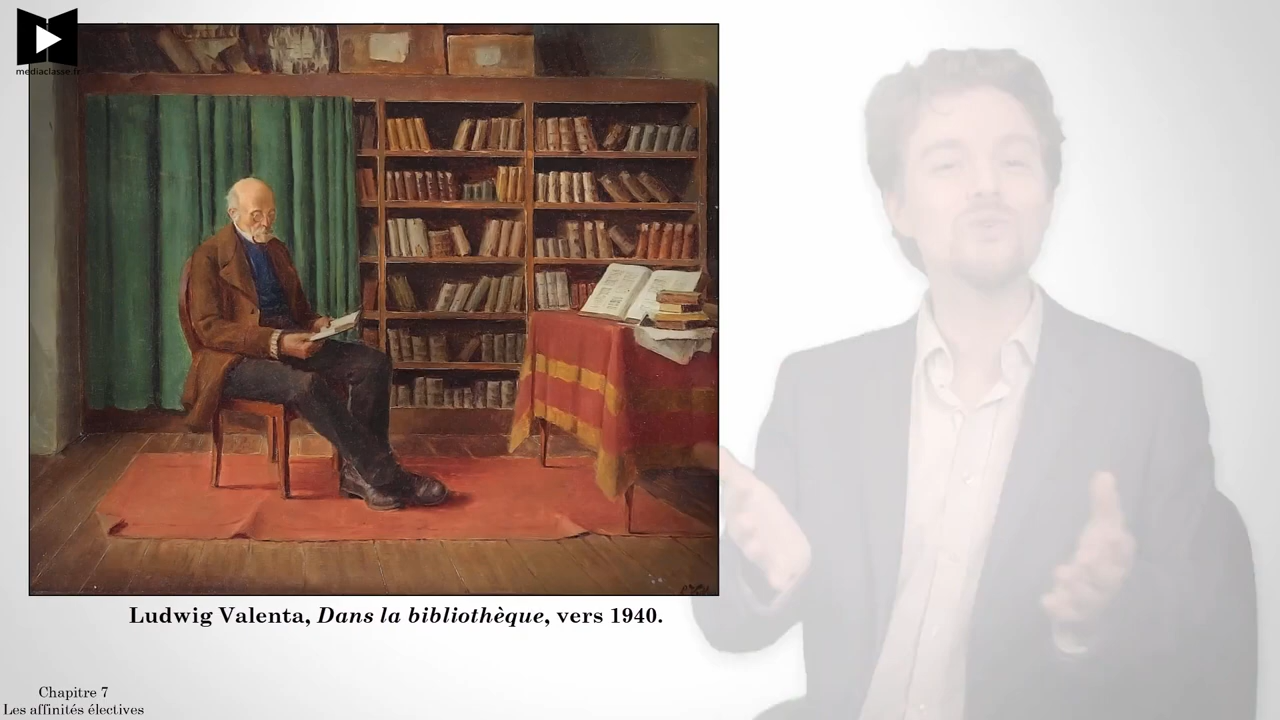 mediaclasse.fr
Ludwig Valenta, Dans la bibliothèque, vers 1940.
Chapitre 7
Les affinités électives